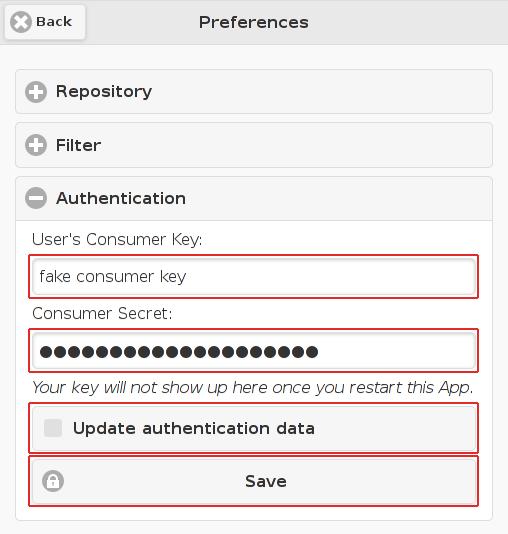 Back
Preferences
Repository
Filter
Authentication
User's Consumer Key:
fake consumer key
Consumer Secret:
●●●●●●●●●●●●●●●●●●●●
Your key will not show up here once you restart this App.
Update authentication data
Save